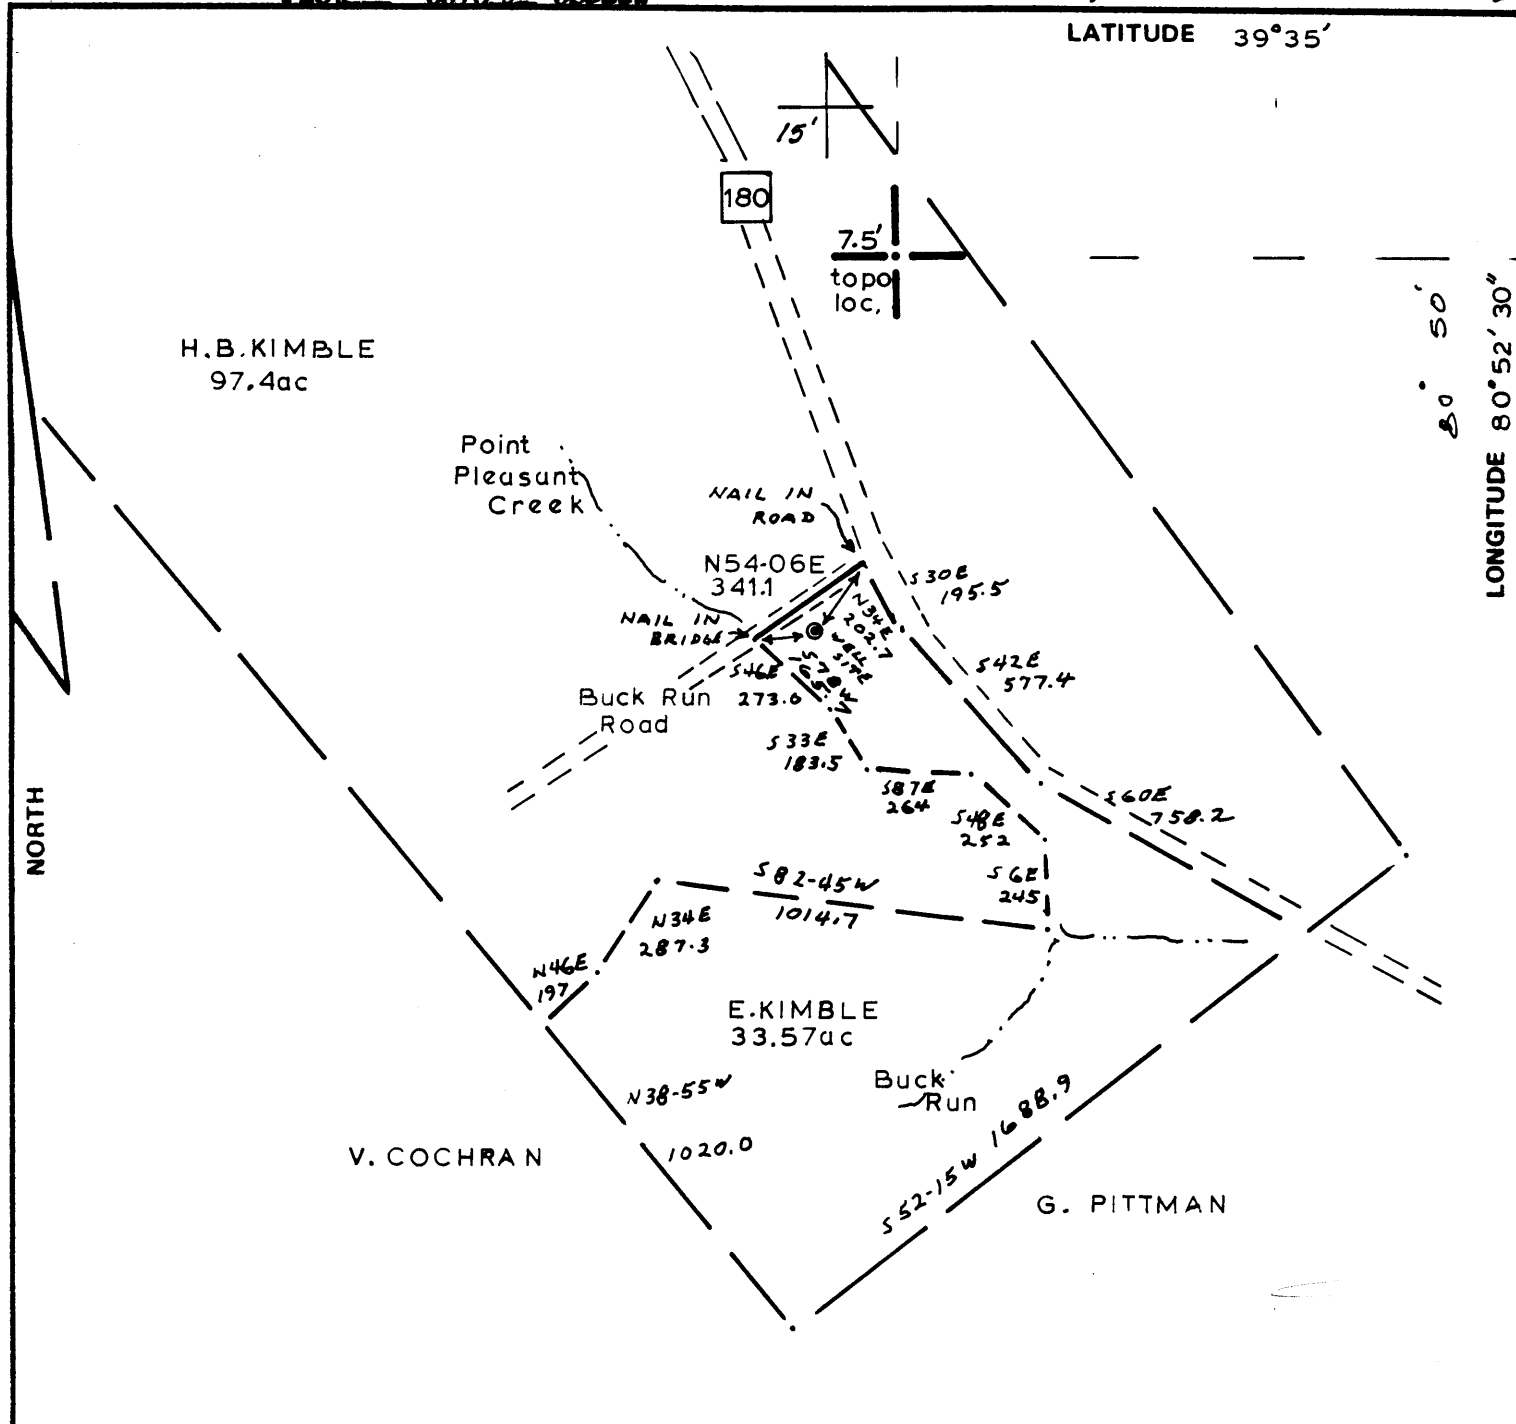 LATITUDE 39°35'
15'
180
7.5'
topo
loc,
80° 50'
LONGITUDE 80°52'30"
H.B.KIMBLE
97.4ac
Point
Pleasant
Creek
NAIL IN
ROAD
N54-06E
341.1
NAIL IN
BRIDGE
S30E
195.5
N34E
202.7
WELL
SITE
S78W
S46E
273.0
Buck Run
Road
S42E
577.4
S33E
183.5
S87E
264
S48E
252
S60E
758.2
NORTH
S6E
245
S82-45W
1014.7
N34E
287.3
N46E
197
E.KIMBLE
33.57ac
Buck
Run
N38-55W
1020.0
V. COCHRAN
S52-15W 1688.9
G. PITTMAN